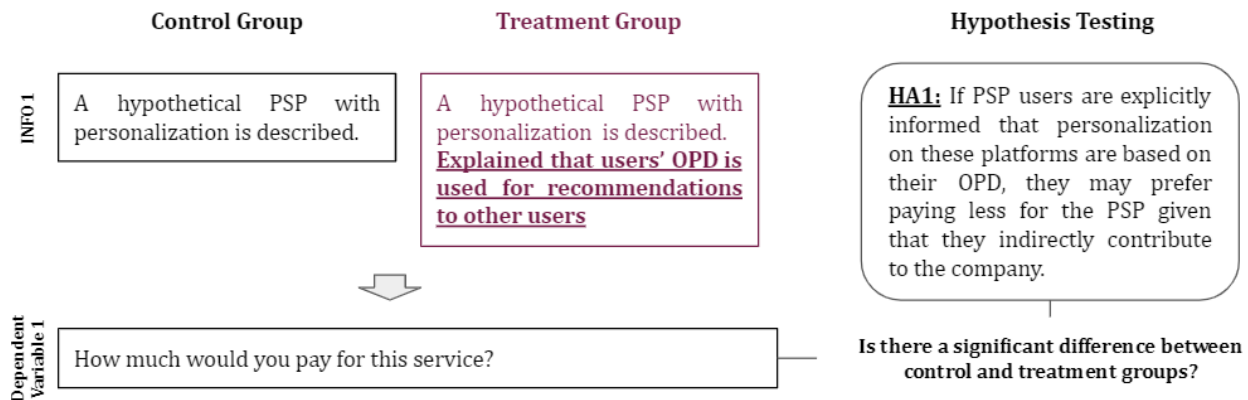 Control Group
Treatment Group
Hypothesis Testing
INFO 1
A hypothetical PSP with
personalization is described.
A hypothetical PSP with
personalization is described.
Explained that users' OPD is
used for recommendations
to other users
HA1: If PSP users are explicitly
informed that personalization
on these platforms are based on
their OPD, they may prefer
paying less for the PSP given
that they indirectly contribute
to the company.
Dependent
Variable 1
How much would you pay for this service?
Is there a significant difference between
control and treatment groups?